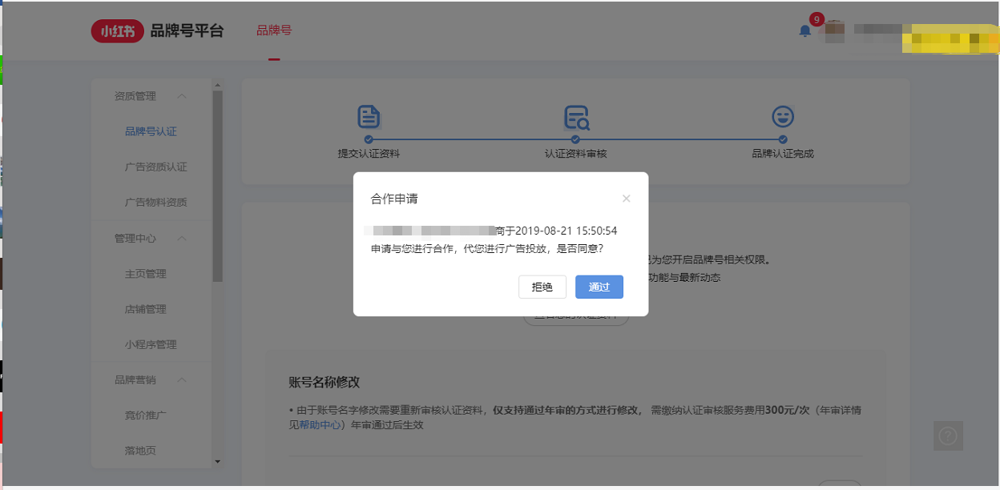 小红书 品牌号平台
品牌号
9
资质管理
品牌号认证
广告资质认证
广告物料资质
管理中心
主页管理
店铺管理
小程序管理
品牌营销
竞价推广
落地页
提交认证资料
认证资料审核
品牌认证完成
合作申请
商于2019-08-21 15:50:54
申请与您进行合作，代您进行广告投放，是否同意？
拒绝
通过
为您开启品牌号相关权限。
功能与最新动态
账号名称修改
• 由于账号名字修改需要重新审核认证资料，仅支持通过年审的方式进行修改， 需缴纳认证审核服务费用300元/次（年审详情
见帮助中心）年审通过后生效
?